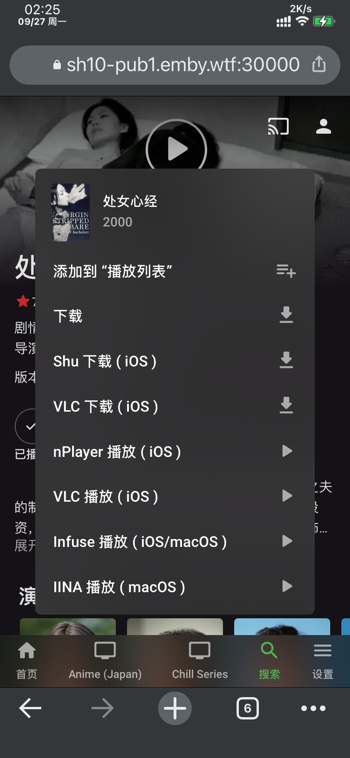 02:25
09/27 周一
2K/s
sh10-pub1.emby.wtf:30000
处女心经
2000
VIRGIN
STRIPPED
BARE
处
添加到 “播放列表”
7
剧情
下载
导演
Shu 下载 ( iOS )
版本
VLC 下载 ( iOS )
已播
nPlayer 播放 ( iOS )
之夫
的制
VLC 播放 ( iOS )
资，
展开
Infuse 播放 ( iOS/macOS )
IINA 播放 ( macOS )
演
首页
Anime (Japan)
Chill Series
搜索
设置
6